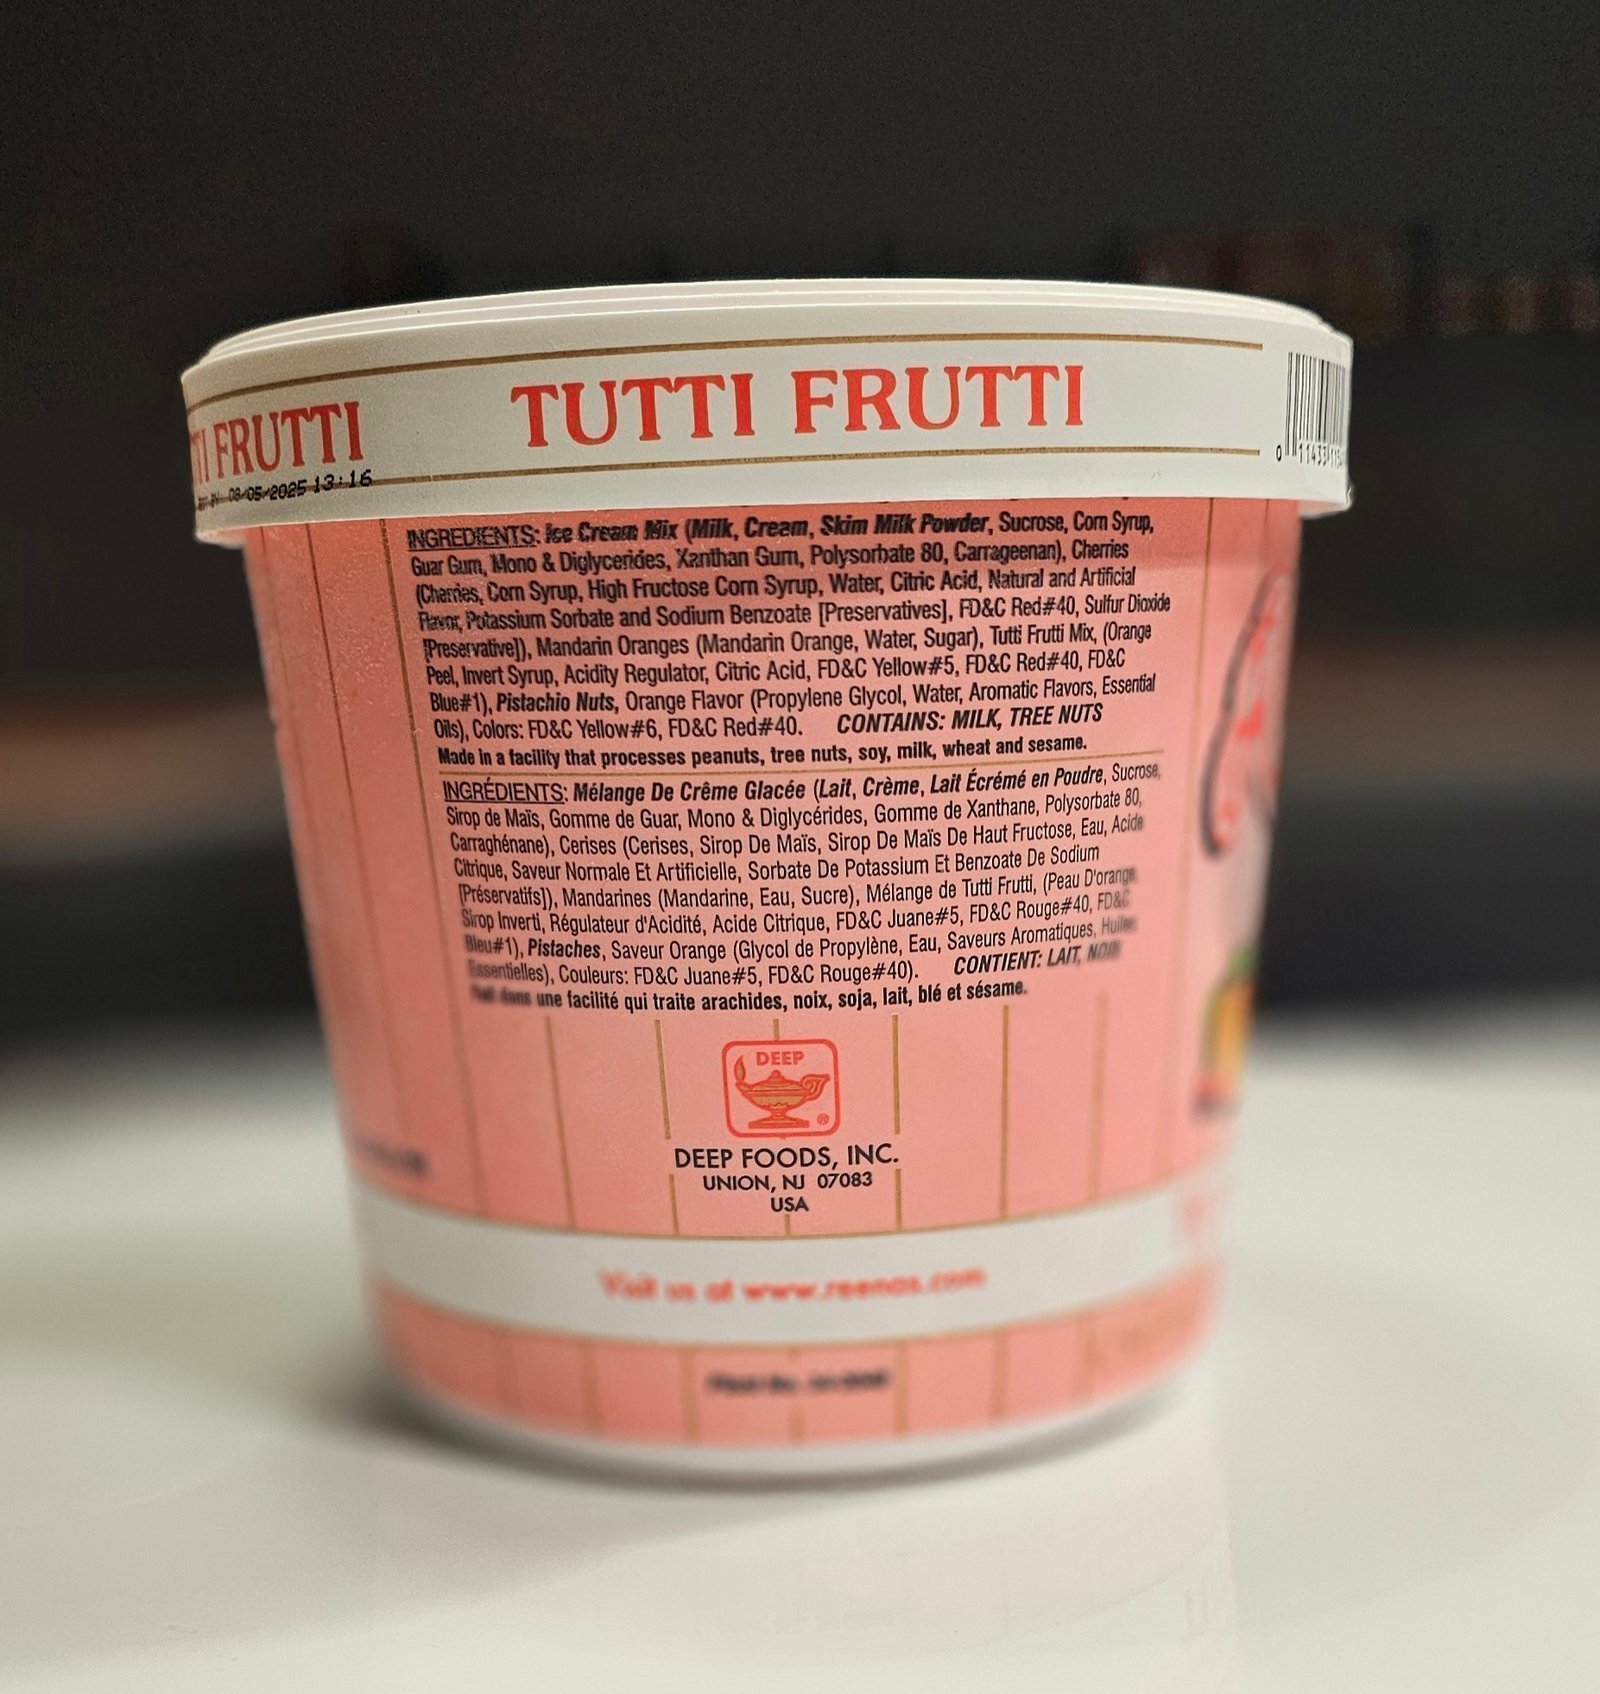 TUTTI FRUTTI
FRUTTI
08/05/2025 13:16
0 11433
INGREDIENTS: Ice Cream Mix (Milk, Cream, Skim Milk Powder, Sucrose, Corn Syrup,
Guar Gum, Mono & Diglycerides, Xanthan Gum, Polysorbate 80, Carrageenan), Cherries
(Cherries, Corn Syrup, High Fructose Corn Syrup, Water, Citric Acid, Natural and Artificial
Flavor, Potassium Sorbate and Sodium Benzoate [Preservatives], FD&C Red#40, Sulfur Dioxide
[Preservative]), Mandarin Oranges (Mandarin Orange, Water, Sugar), Tutti Frutti Mix, (Orange
Peel, Invert Syrup, Acidity Regulator, Citric Acid, FD&C Yellow#5, FD&C Red#40, FD&C
Blue#1), Pistachio Nuts, Orange Flavor (Propylene Glycol, Water, Aromatic Flavors, Essential
Oils), Colors: FD&C Yellow#6, FD&C Red#40. CONTAINS: MILK, TREE NUTS
Made in a facility that processes peanuts, tree nuts, soy, milk, wheat and sesame.
INGRÉDIENTS: Mélange De Crême Glacée (Lait, Crème, Lait Écrémé en Poudre, Sucrose,
Sirop de Maïs, Gomme de Guar, Mono & Diglycérides, Gomme de Xanthane, Polysorbate 80,
Carraghénane), Cerises (Cerises, Sirop De Maïs, Sirop De Maïs De Haut Fructose, Eau, Acide
Citrique, Saveur Normale Et Artificielle, Sorbate De Potassium Et Benzoate De Sodium
[Préservatifs]), Mandarines (Mandarine, Eau, Sucre), Mélange de Tutti Frutti, (Peau D'orange,
Sirop Inverti, Régulateur d'Acidité, Acide Citrique, FD&C Juane#5, FD&C Rouge#40, FD&C
Bleu#1), Pistaches, Saveur Orange (Glycol de Propylène, Eau, Saveurs Aromatiques, Huiles
Essentielles), Couleurs: FD&C Juane#5, FD&C Rouge#40). CONTIENT: LAIT, NOIX
Fait dans une facilité qui traite arachides, noix, soja, lait, blé et sésame.
DEEP
®
DEEP FOODS, INC.
UNION, NJ 07083
USA
Visit us at www.reenas.com